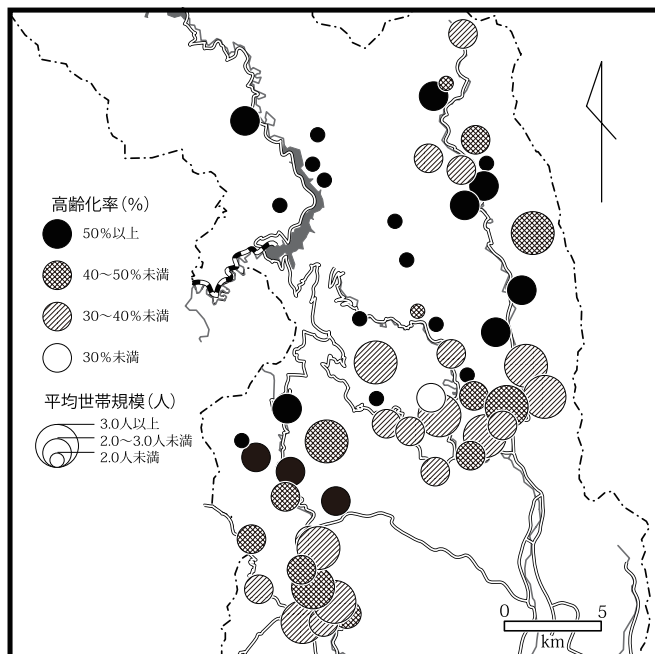 高齢化率(%)
50%以上
40〜50%未満
30〜40%未満
30%未満
平均世帯規模(人)
3.0人以上
2.0〜3.0人未満
2.0人未満
0 5
km